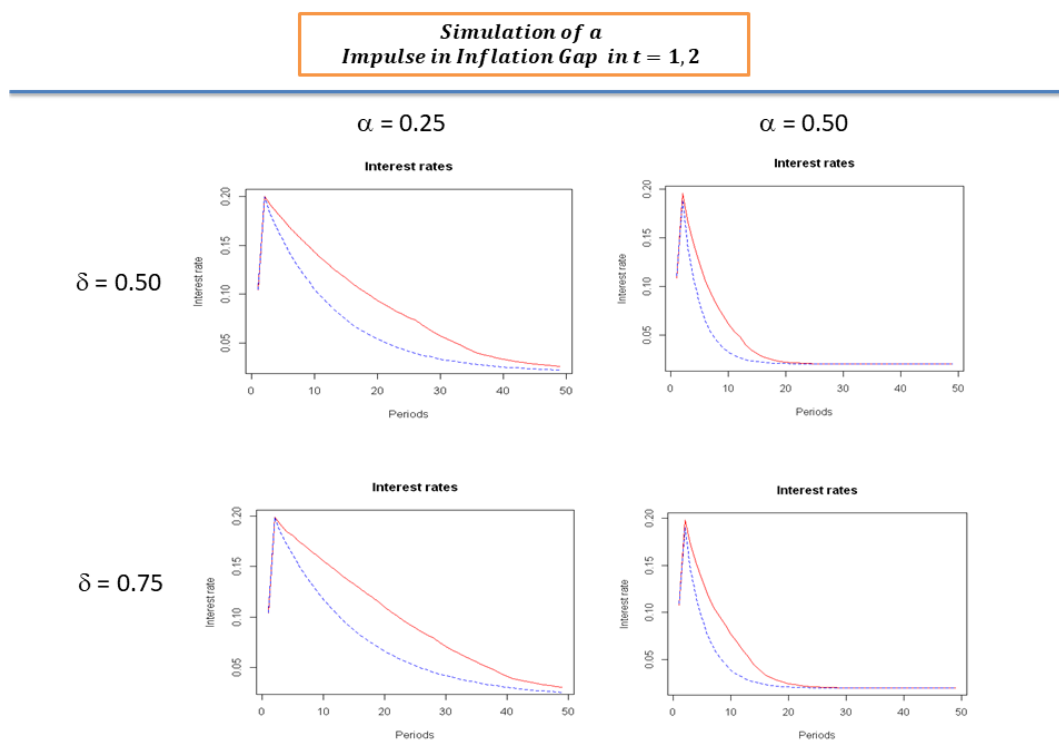 Simulation of a
Impulse in Inflation Gap in t = 1, 2
α = 0.25
α = 0.50
δ = 0.50
Interest rates
Interest rate
0.20
0.15
0.10
0.05
0 10 20 30 40 50
Periods
Interest rates
Interest rate
0.20
0.15
0.10
0.05
0 10 20 30 40 50
Periods
δ = 0.75
Interest rates
Interest rate
0.20
0.15
0.10
0.05
0 10 20 30 40 50
Periods
Interest rates
Interest rate
0.20
0.15
0.10
0.05
0 10 20 30 40 50
Periods